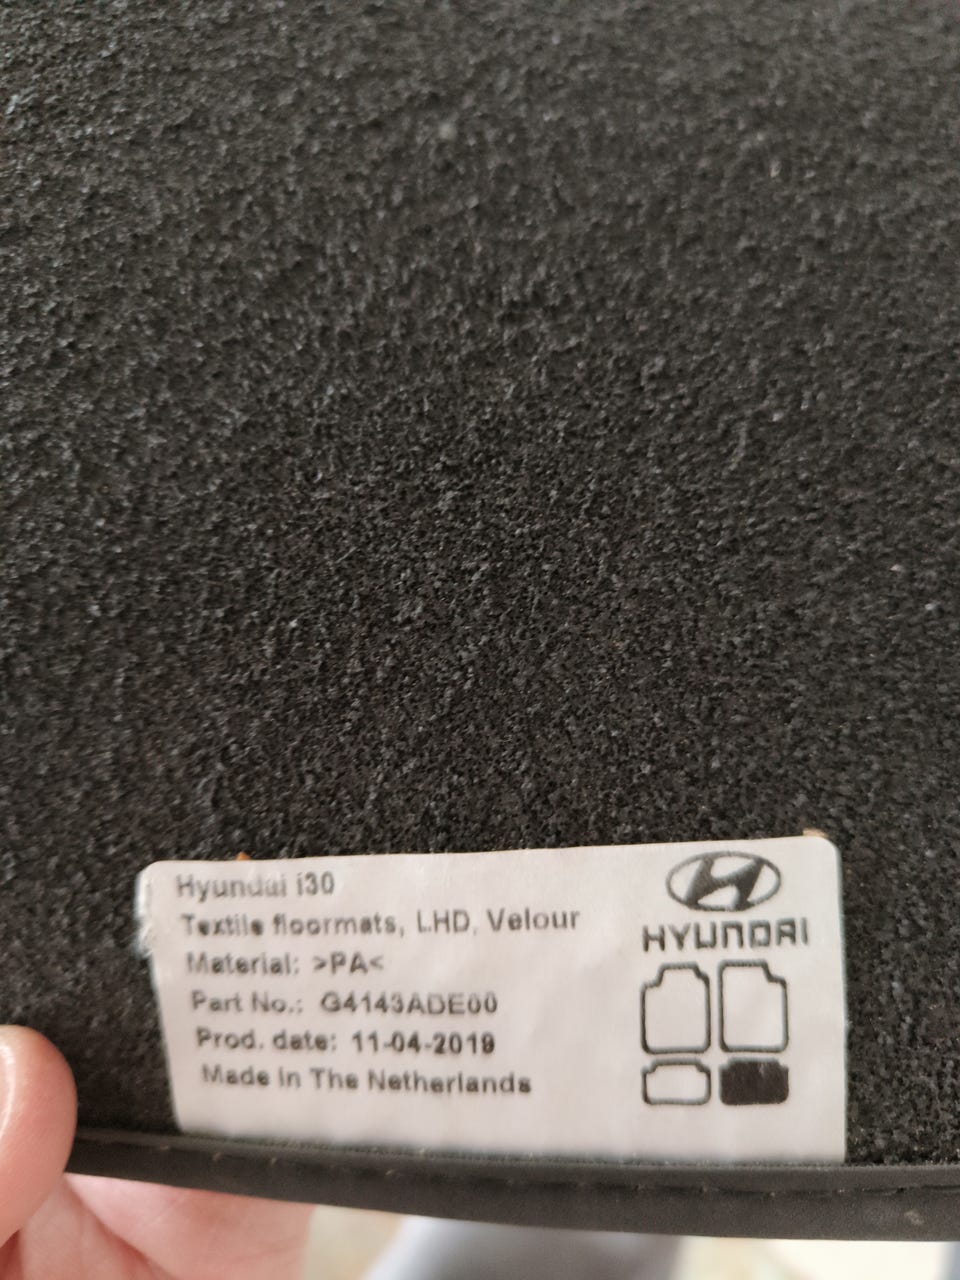 Hyundai i30
Textile floormats, LHD, Velour
Material: >PA<
Part No.: G4143ADE00
Prod. date: 11-04-2019
Made In The Netherlands
HYUNDAI